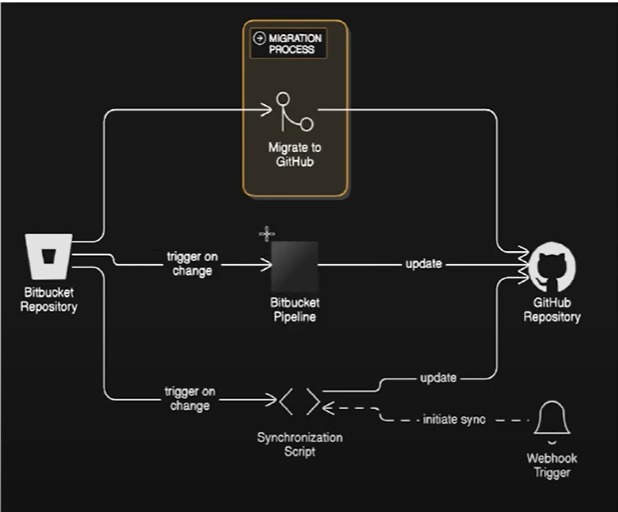 MIGRATION
PROCESS
Migrate to
GitHub
trigger on
change
update
Bitbucket
Repository
Bitbucket
Pipeline
GitHub
Repository
trigger on
change
update
initiate sync
Synchronization
Script
Webhook
Trigger